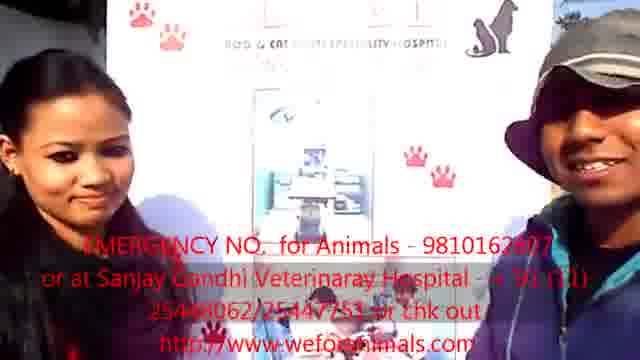 DOG & CAT SPECIALITY HOSPITAL
EMERGENCY NO. for Animals -
or at Sanjay Gandhi Veterinaray Hospital - + 91 (11)
25448062/25447751 or chk out
http://www.weforanimals.com